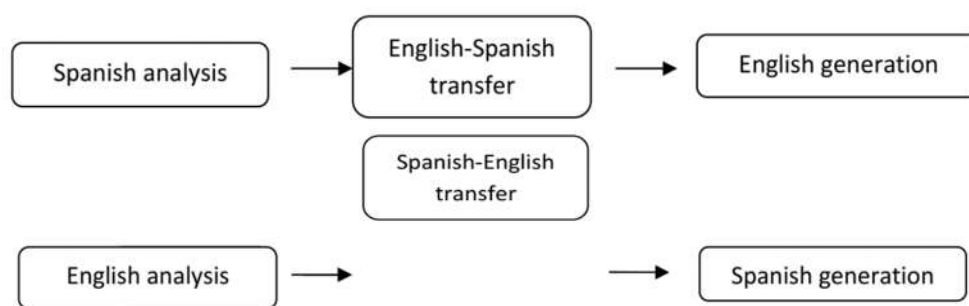 Spanish analysis
English-Spanish
transfer
English generation
Spanish-English
transfer
English analysis
Spanish generation